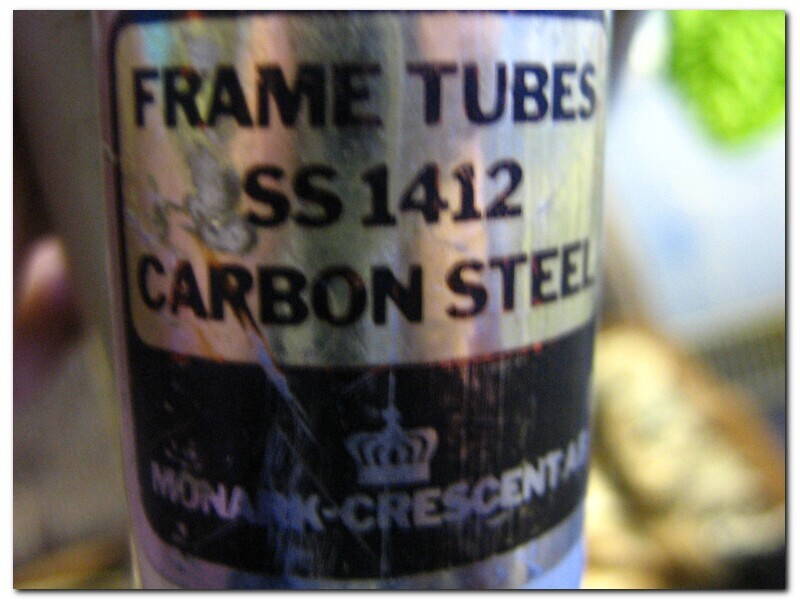 FRAME TUBES
SS 1412
CARBON STEEL
MONARK-CRESCENT AB